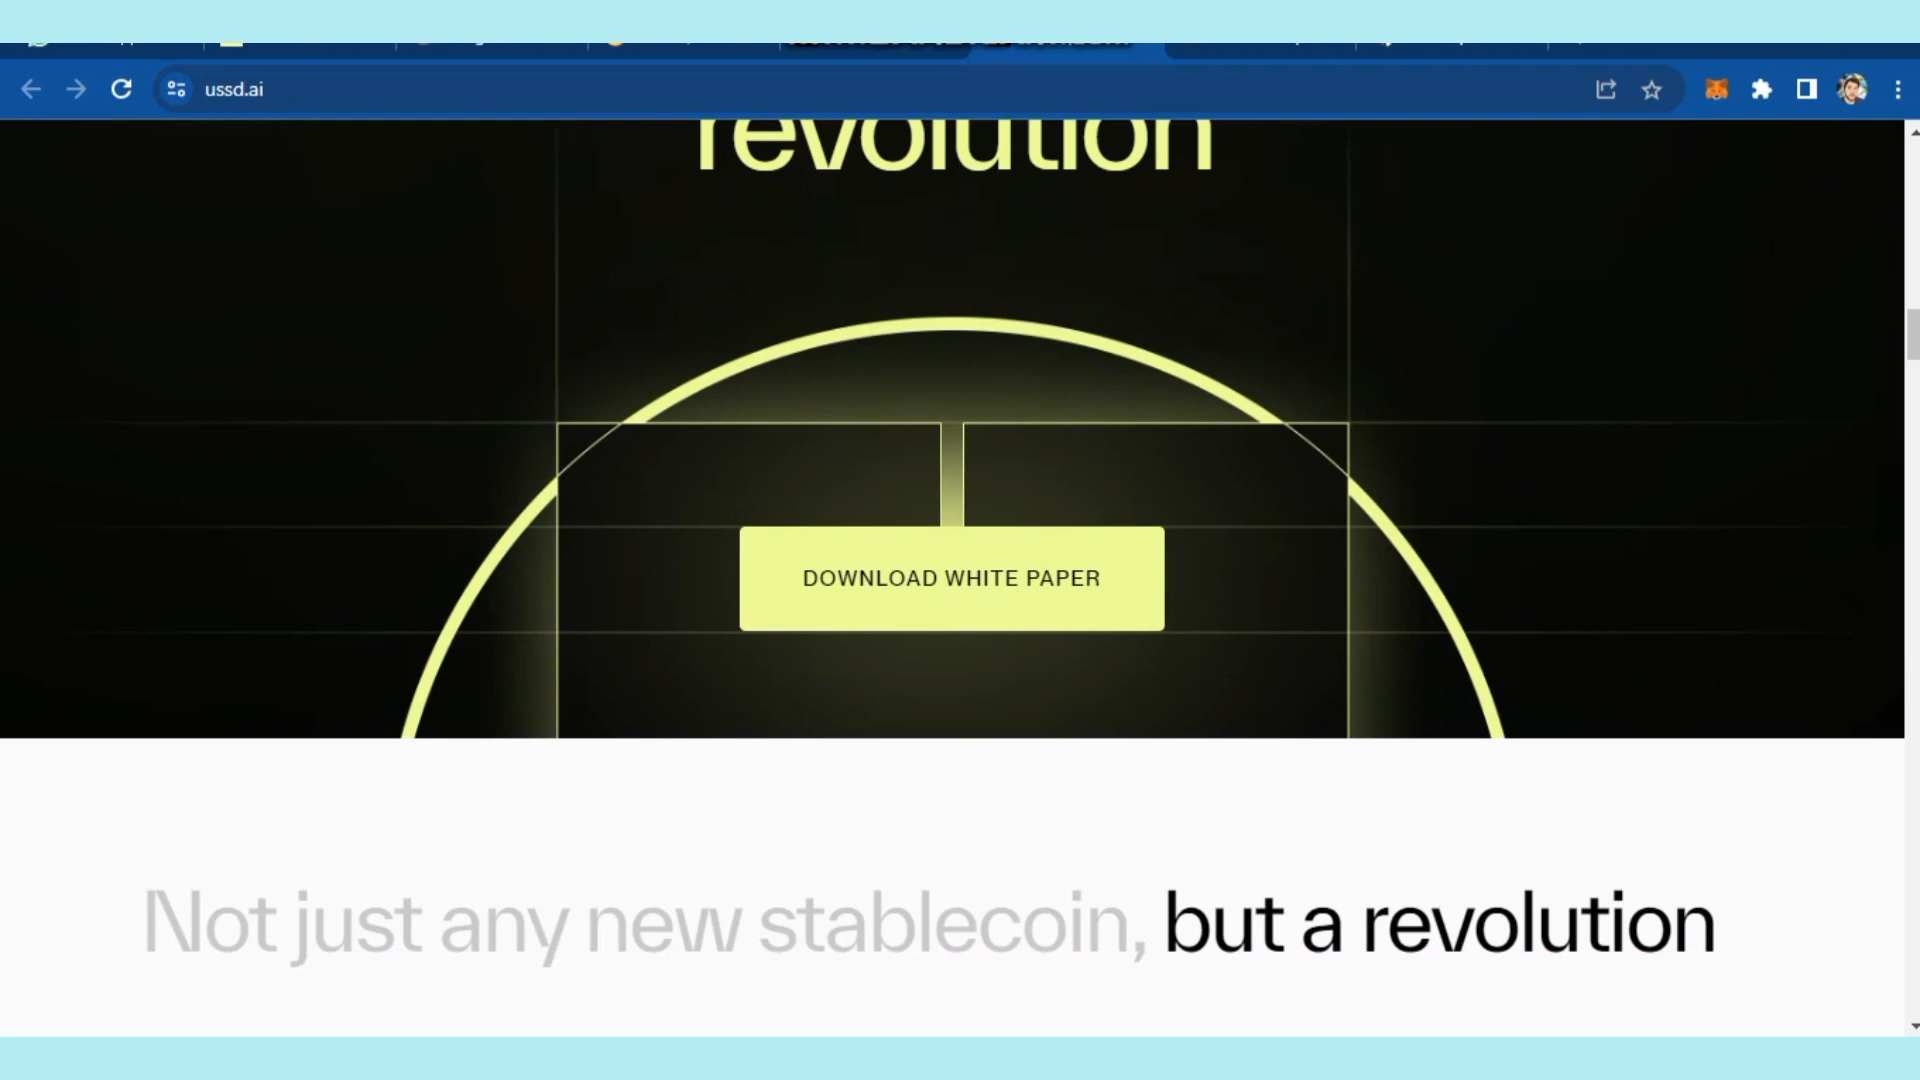 ussd.ai
revolution
DOWNLOAD WHITE PAPER
Not just any new stablecoin, but a revolution